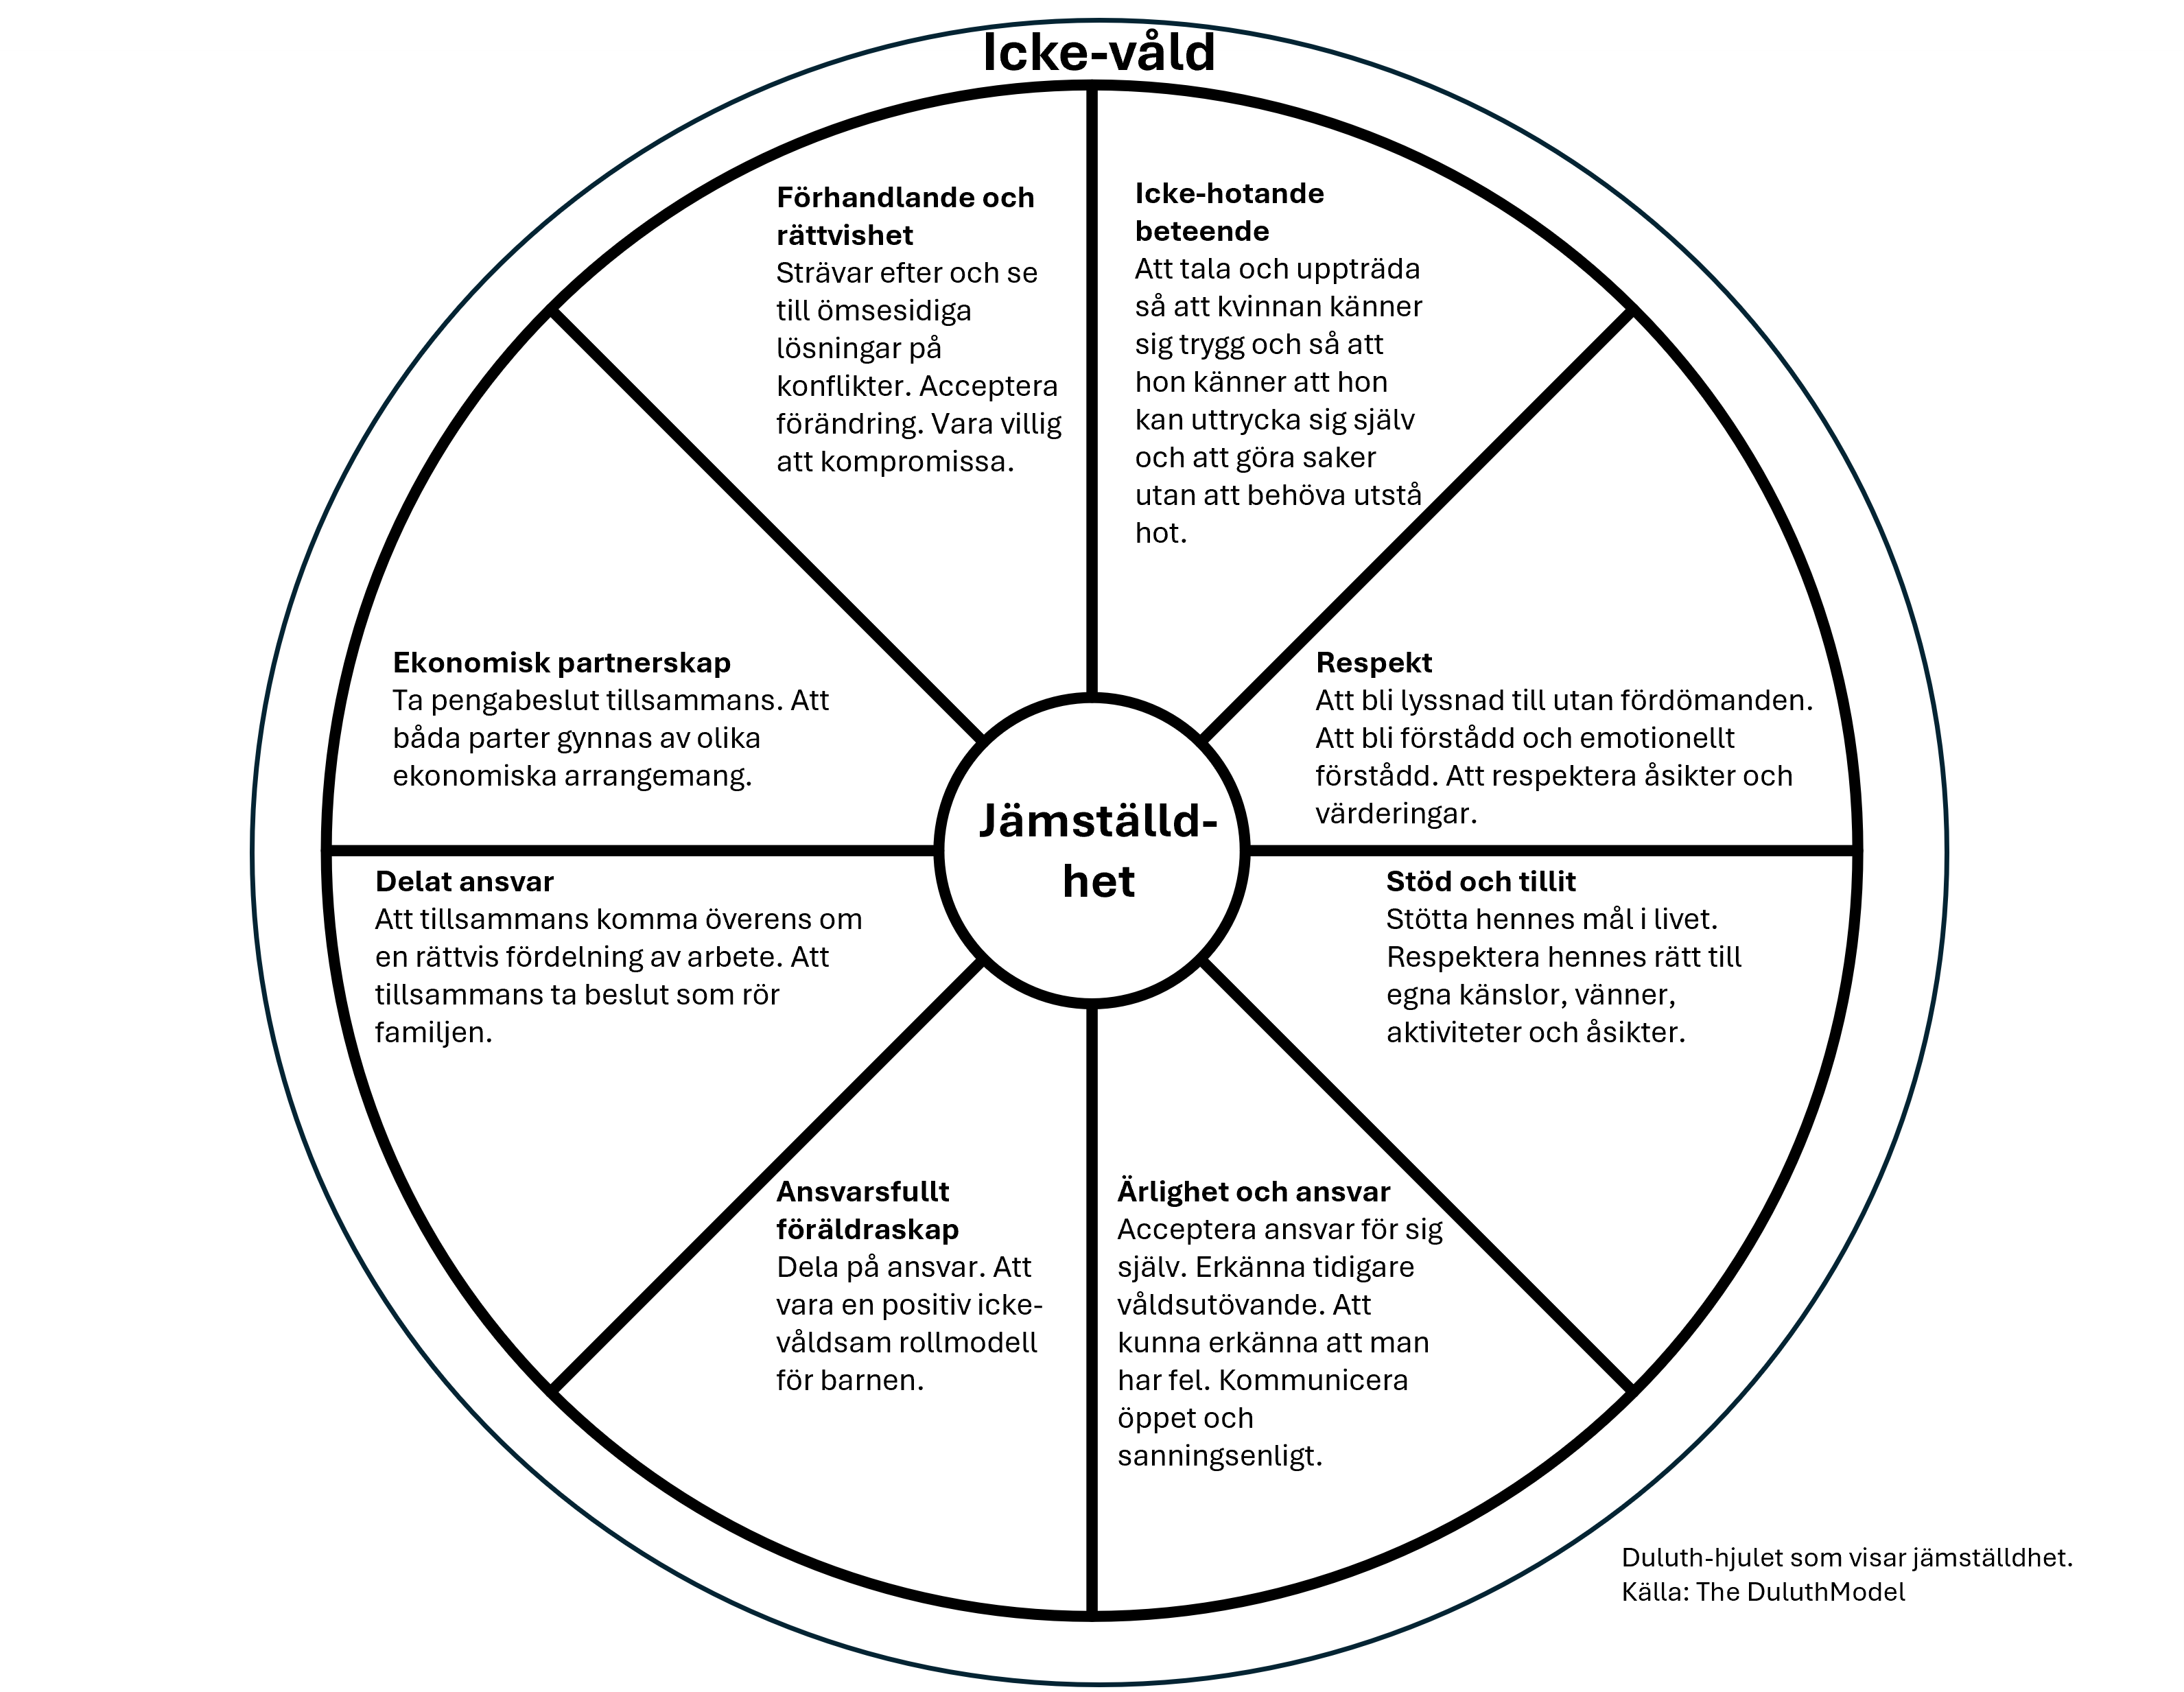 Icke-våld
Förhandlande och
rättvishet
Strävar efter och se
till ömsesidiga
lösningar på
konflikter. Acceptera
förändring. Vara villig
att kompromissa.
Icke-hotande
beteende
Att tala och uppträda
så att kvinnan känner
sig trygg och så att
hon känner att hon
kan uttrycka sig själv
och att göra saker
utan att behöva utstå
hot.
Ekonomisk partnerskap
Ta pengabeslut tillsammans. Att
båda parter gynnas av olika
ekonomiska arrangemang.
Respekt
Att bli lyssnad till utan fördömanden.
Att bli förstådd och emotionellt
förstådd. Att respektera åsikter och
värderingar.
Jämställd-
het
Delat ansvar
Att tillsammans komma överens om
en rättvis fördelning av arbete. Att
tillsammans ta beslut som rör
familjen.
Stöd och tillit
Stötta hennes mål i livet.
Respektera hennes rätt till
egna känslor, vänner,
aktiviteter och åsikter.
Ansvarsfullt
föräldraskap
Dela på ansvar. Att
vara en positiv icke-
våldsam rollmodell
för barnen.
Ärlighet och ansvar
Acceptera ansvar för sig
själv. Erkänna tidigare
våldsutövande. Att
kunna erkänna att man
har fel. Kommunicera
öppet och
sanningsenligt.
Duluth-hjulet som visar jämställdhet.
Källa: The DuluthModel